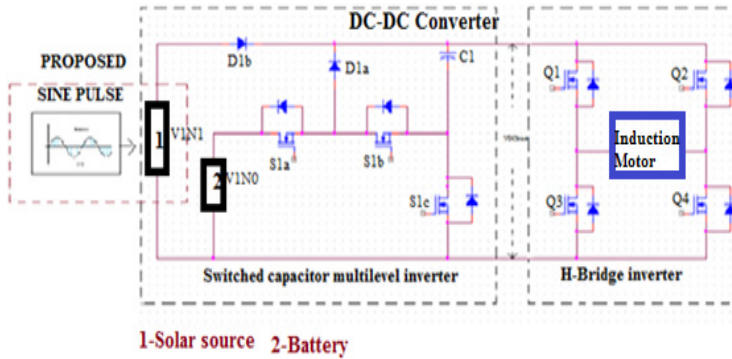 DC-DC Converter
PROPOSED
SINE PULSE
D1b
D1a
C1
Q1
Q2
1
V1N1
2
V1N0
S1a
S1b
S1c
Induction
Motor
Q3
Q4
Switched capacitor multilevel inverter
H-Bridge inverter
1-Solar source 2-Battery